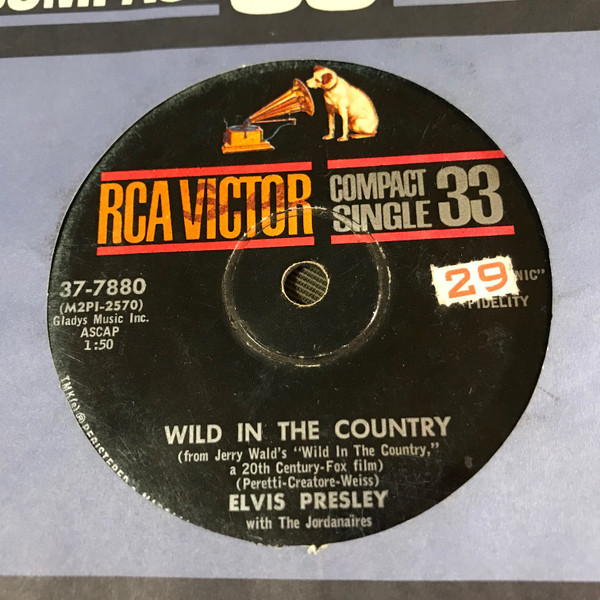 RCA VICTOR
COMPACT
SINGLE 33
37-7880
(M2PI-2570)
Gladys Music Inc.
ASCAP
1:50
29
FIDELITY
WILD IN THE COUNTRY
(from Jerry Wald's "Wild In The Country,"
a 20th Century-Fox film)
(Peretti-Creatore-Weiss)
ELVIS PRESLEY
with The Jordanaires
TMK(s) ® REGISTERED